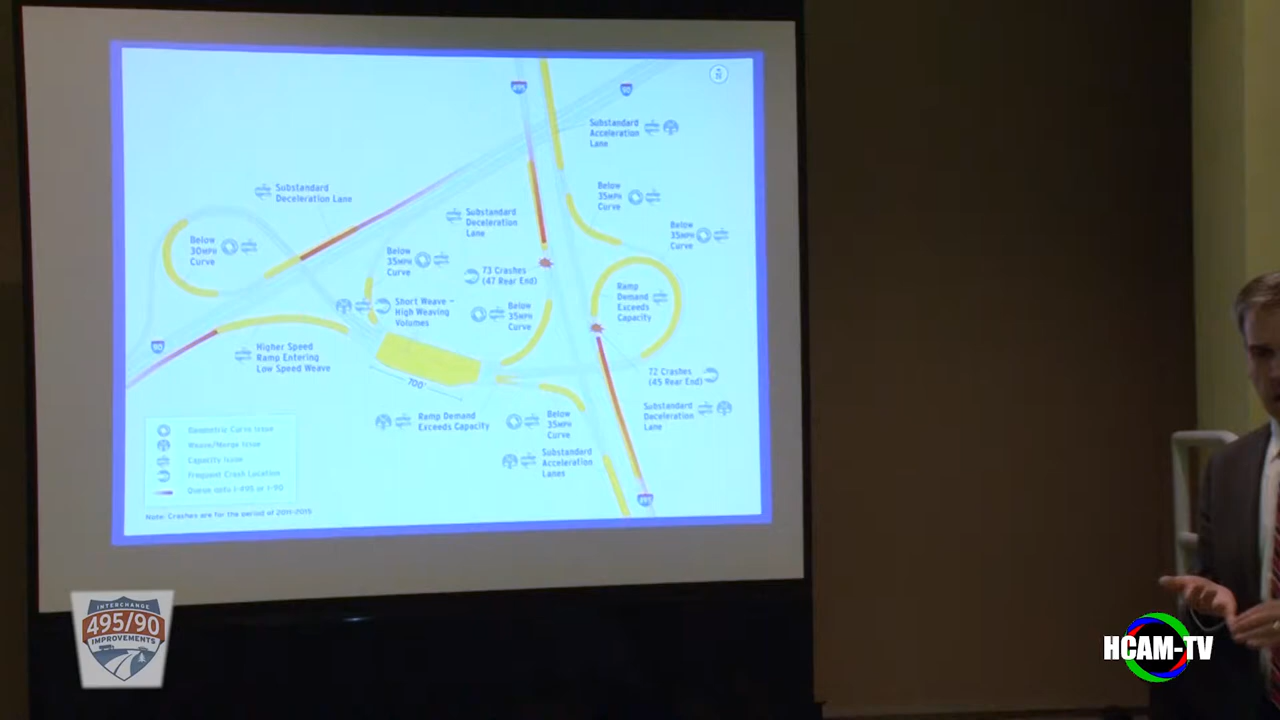 495
90
N
Substandard
Acceleration
Lane
Substandard
Deceleration Lane
Below
35MPH
Curve
Substandard
Deceleration
Lane
Below
35MPH
Curve
Below
30MPH
Curve
Below
35MPH
Curve
73 Crashes
(47 Rear End)
Ramp
Demand
Exceeds
Capacity
Short Weave –
High Weaving
Volumes
Below
35MPH
Curve
90
Higher Speed
Ramp Entering
Low Speed Weave
700'
72 Crashes
(45 Rear End)
Ramp Demand
Exceeds Capacity
Below
35MPH
Curve
Substandard
Deceleration
Lane
Substandard
Acceleration
Lanes
495
Geometric Curve Issue
Weave/Merge Issue
Capacity Issue
Frequent Crash Location
Queue onto I-495 or I-90
Note: Crashes are for the period of 2011-2015
INTERCHANGE
495/90
IMPROVEMENTS
HCAM-TV